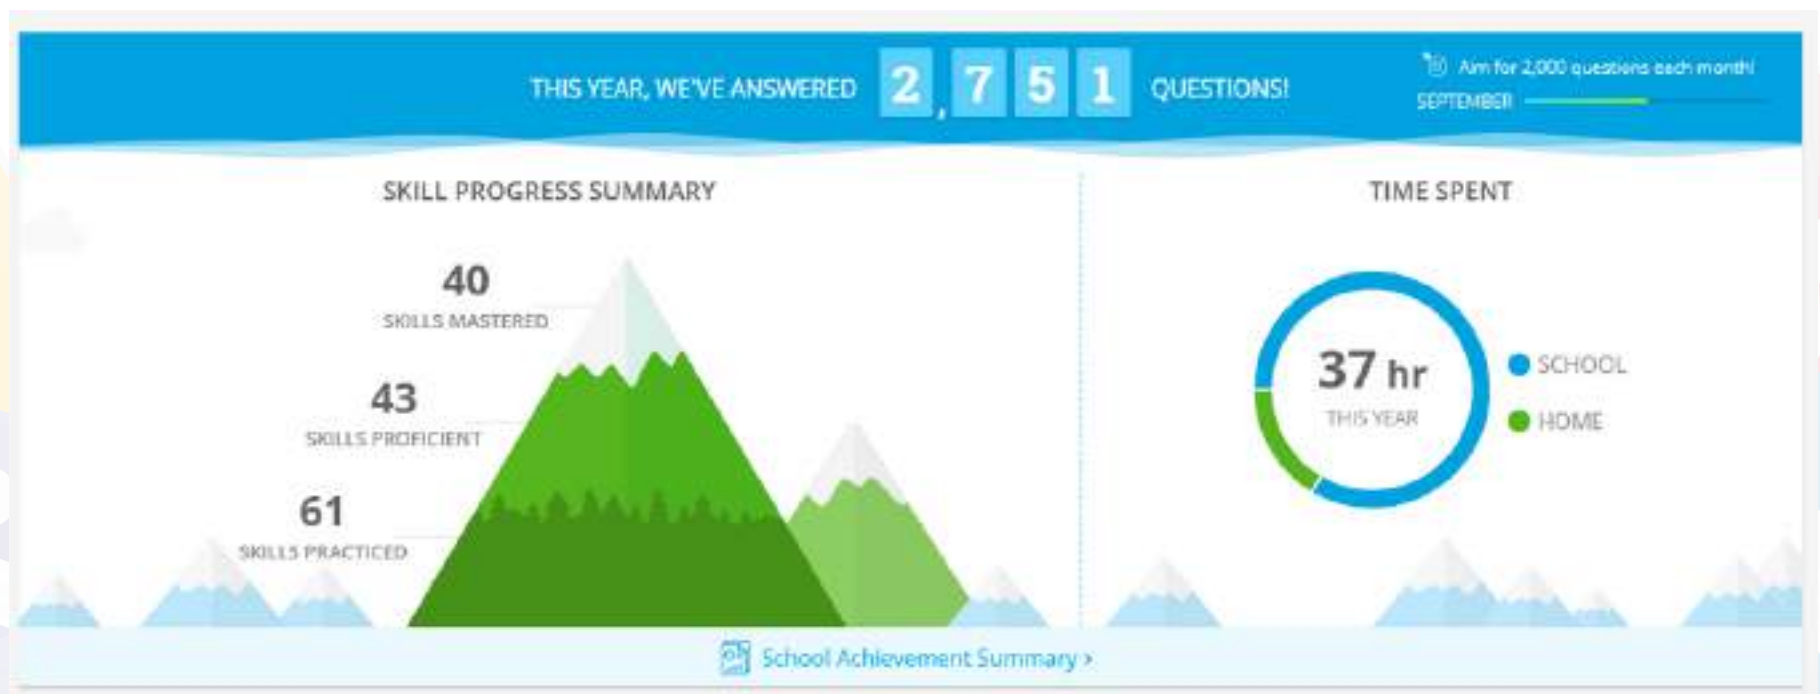 THIS YEAR, WE'VE ANSWERED 2,751 QUESTIONS!
Aim for 2,000 questions each month!
SEPTEMBER
SKILL PROGRESS SUMMARY
40
SKILLS MASTERED
43
SKILLS PROFICIENT
61
SKILLS PRACTICED
TIME SPENT
37 hr
THIS YEAR
SCHOOL
HOME
School Achievement Summary ›